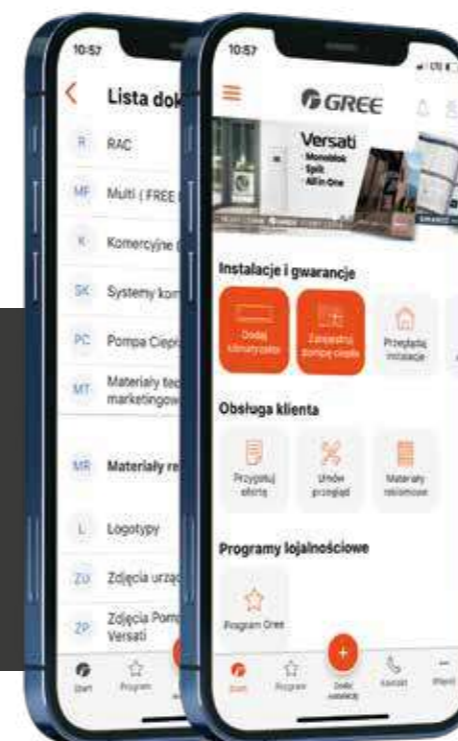 10:57
Lista dok
R RAC
MF Multi ( FREE
K Komercyjne
SK Systemy kom
PC Pompa Ciepł
MT Materiały tec
marketingow
MR Materiały re
L Logotypy
ZU Zdjęcia urząd
ZP Zdjęcia Pomp
Versati
Start
Program
10:57
LTE
GREE
Versati
Monoblok
Split
All in One
Instalacje i gwarancje
Dodaj
klimatyzator
Zarejestruj
pompę ciepła
Przeglądaj
instalacje
Obsługa klienta
Przygotuj
ofertę
Umów
przegląd
Materiały
reklamowe
Programy lojalnościowe
Program Gree
+
Start
Program
Dodaj
instalację
Kontakt
Więcej